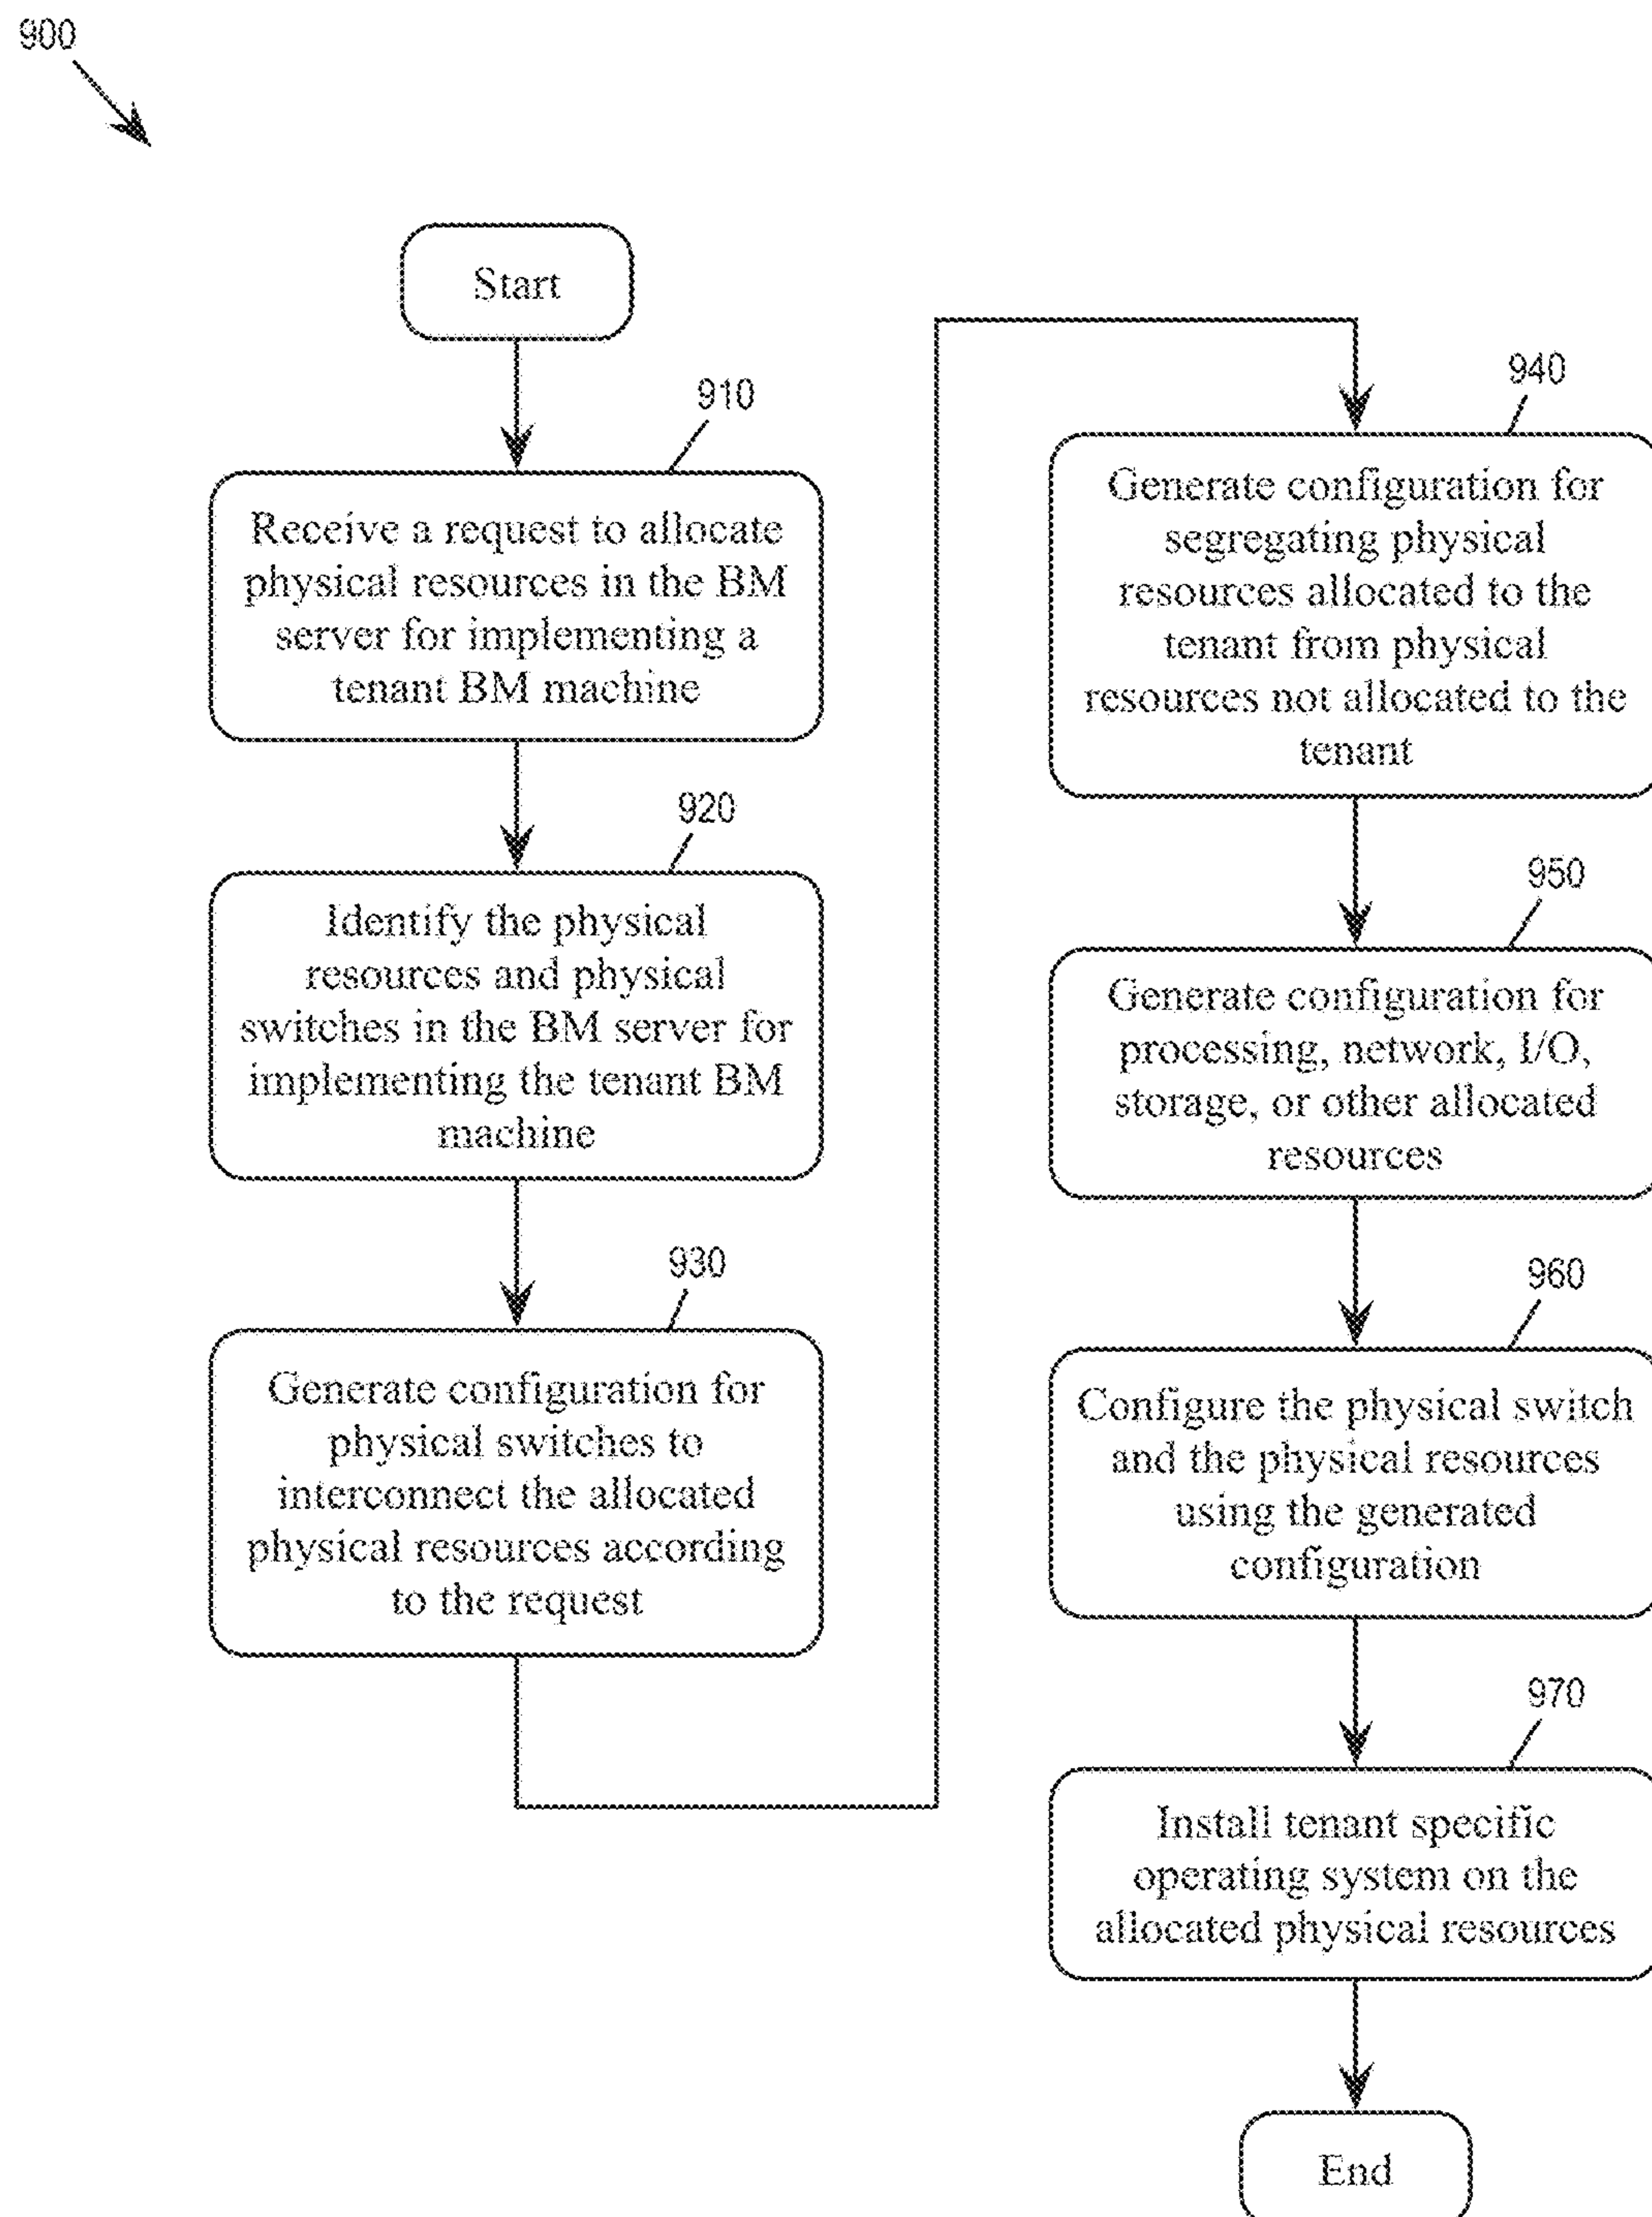 900
Start
910
Receive a request to allocate
physical resources in the BM
server for implementing a
tenant BM machine
920
Identify the physical
resources and physical
switches in the BM server for
implementing the tenant BM
machine
930
Generate configuration for
physical switches to
interconnect the allocated
physical resources according
to the request
940
Generate configuration for
segregating physical
resources allocated to the
tenant from physical
resources not allocated to the
tenant
950
Generate configuration for
processing, network, I/O,
storage, or other allocated
resources
960
Configure the physical switch
and the physical resources
using the generated
configuration
970
Install tenant specific
operating system on the
allocated physical resources
End